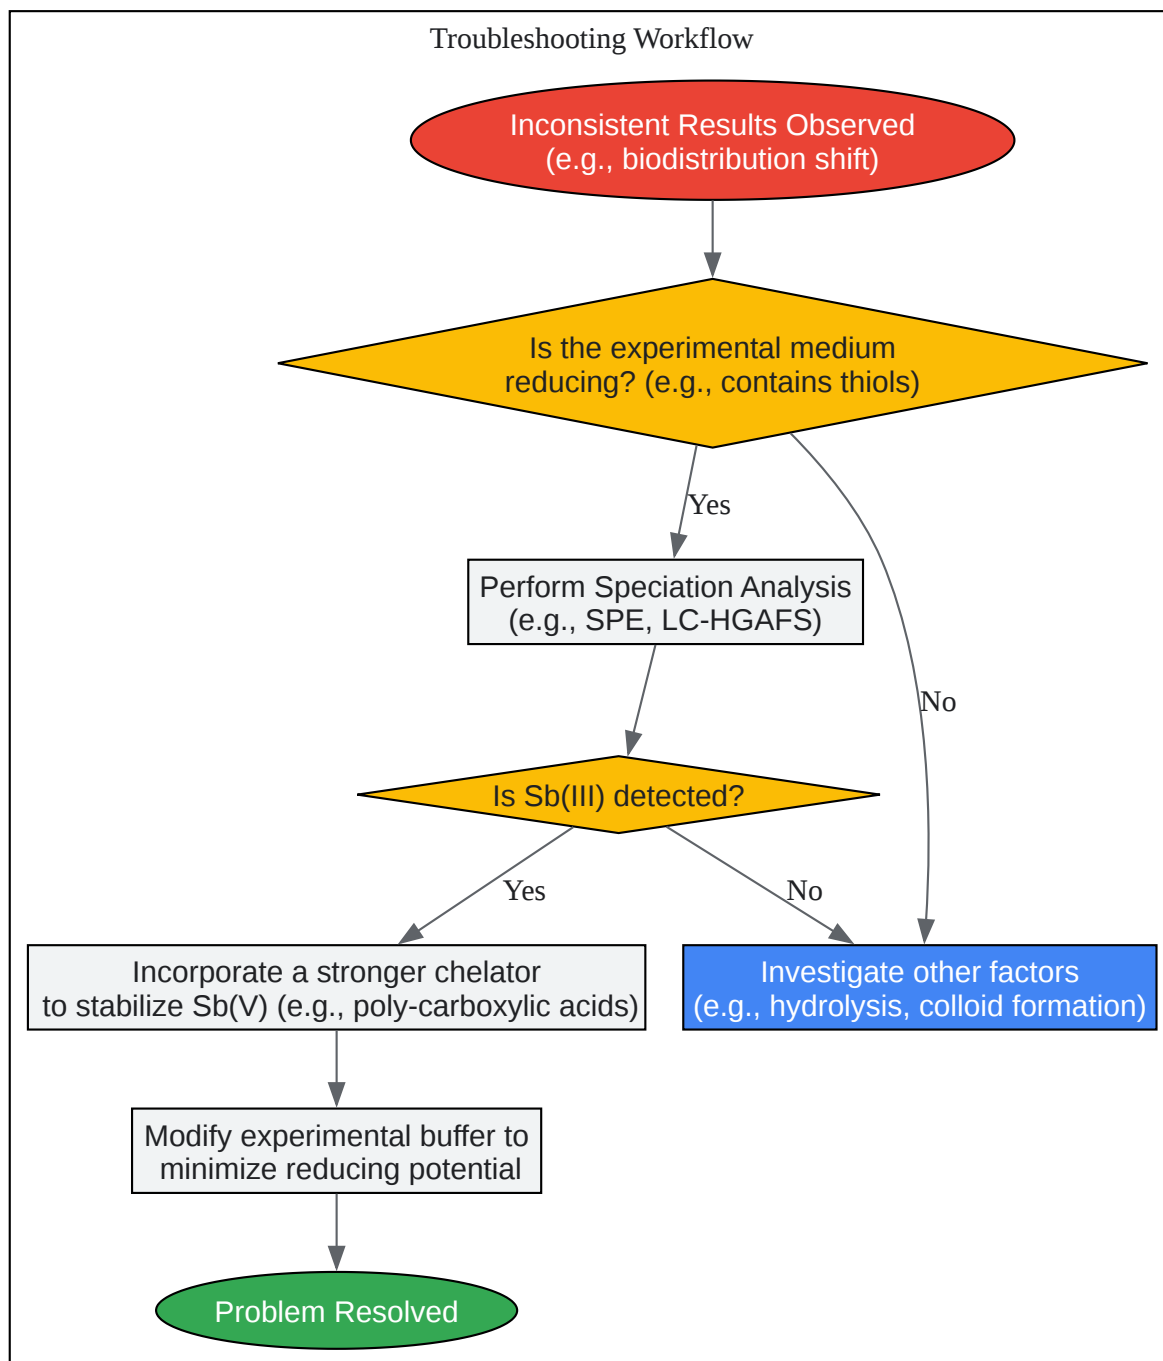 Troubleshooting Workflow
Inconsistent Results Observed
(e.g., biodistribution shift)
Is the experimental medium
reducing? (e.g., contains thiols)
Yes
Perform Speciation Analysis
(e.g., SPE, LC-HGAFS)
No
Is Sb(III) detected?
Yes
No
Incorporate a stronger chelator
to stabilize Sb(V) (e.g., poly-carboxylic acids)
Investigate other factors
(e.g., hydrolysis, colloid formation)
Modify experimental buffer to
minimize reducing potential
Problem Resolved